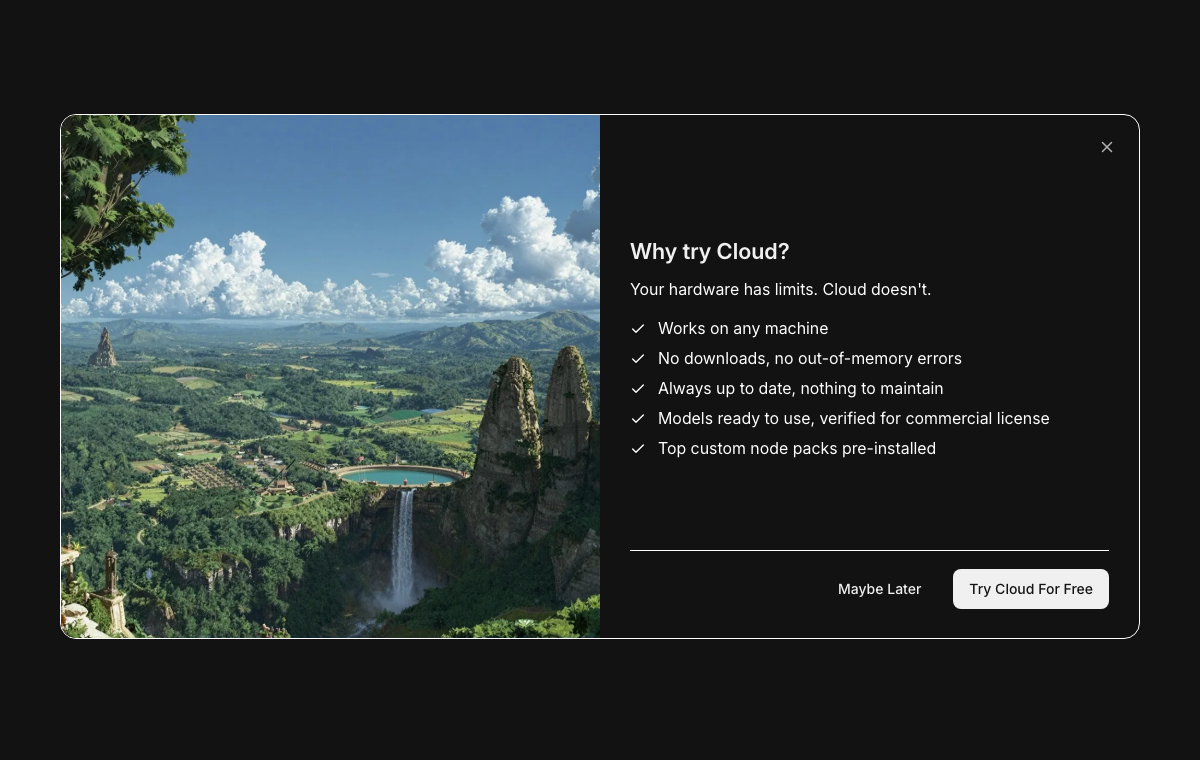 Why try Cloud?
Your hardware has limits. Cloud doesn't.
Works on any machine
No downloads, no out-of-memory errors
Always up to date, nothing to maintain
Models ready to use, verified for commercial license
Top custom node packs pre-installed
Maybe Later
Try Cloud For Free